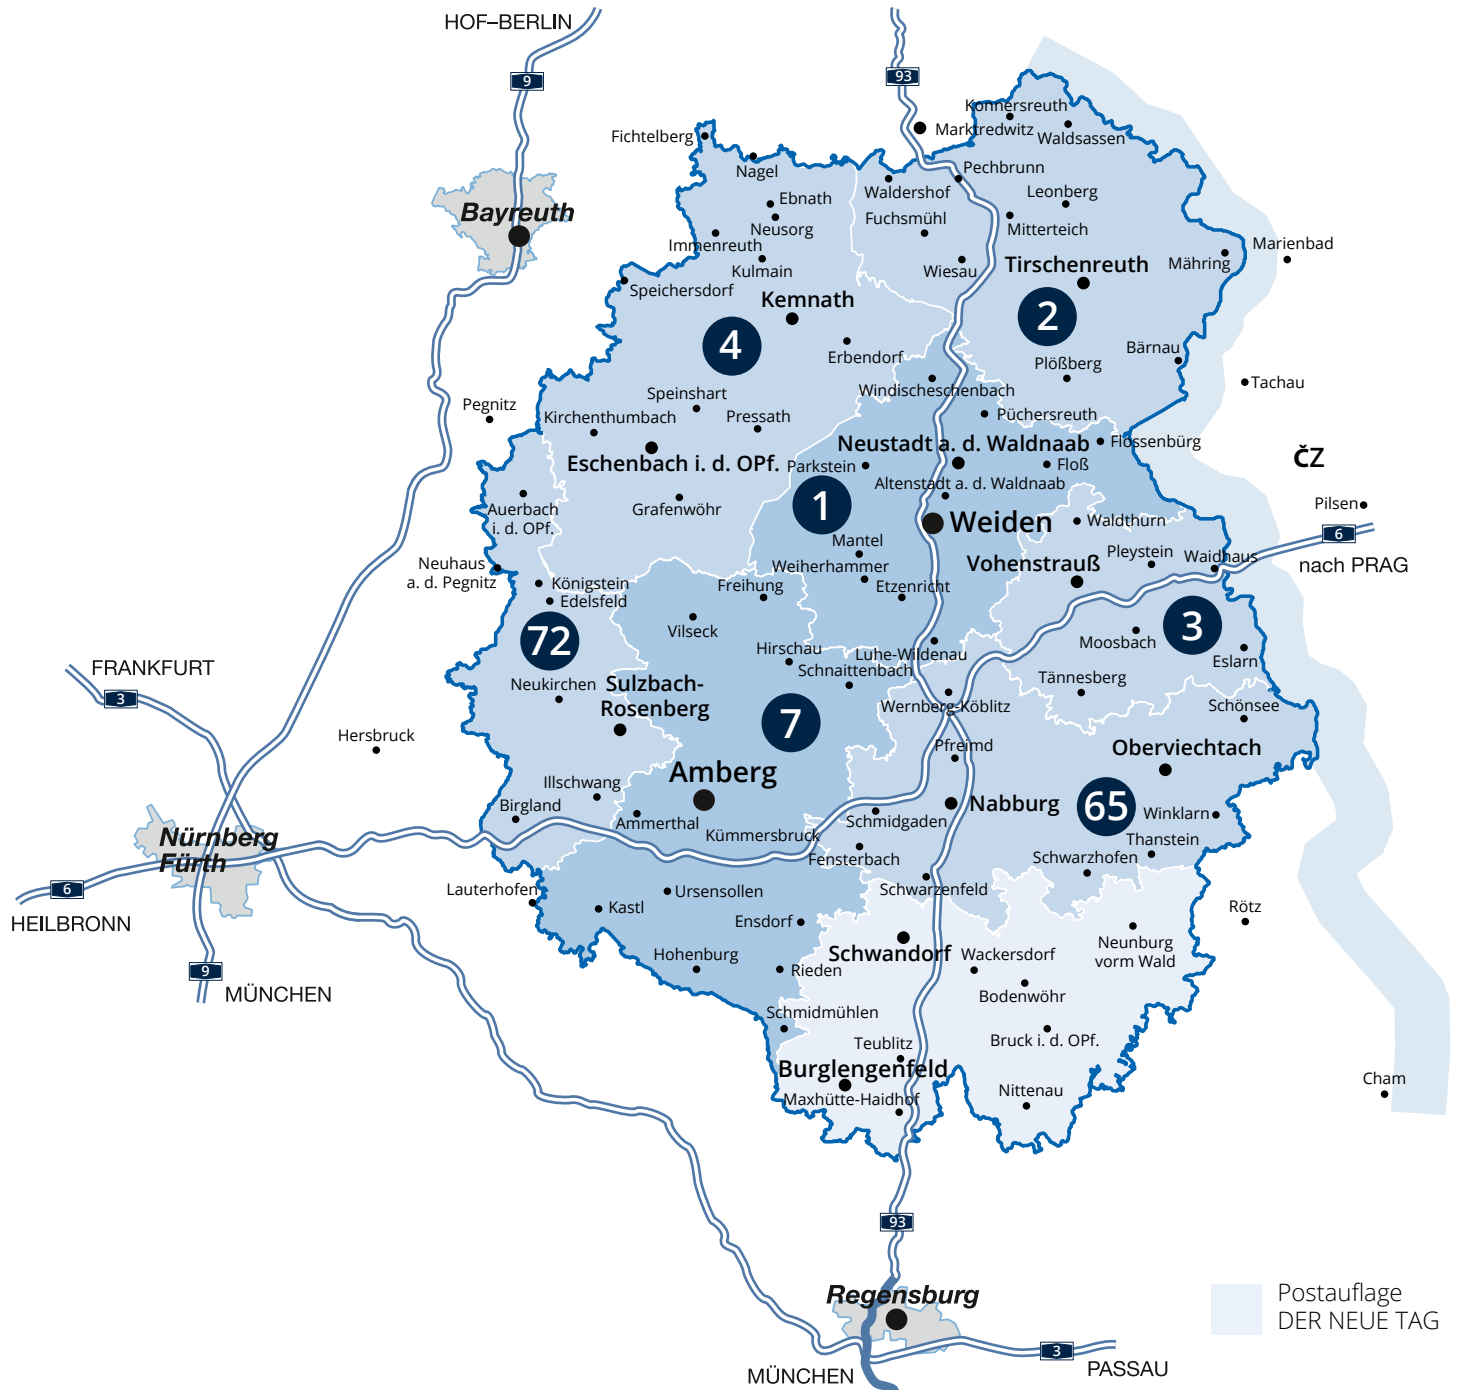 HOF–BERLIN
9
93
Konnersreuth
Marktredwitz
Waldsassen
Fichtelberg
Nagel
Pechbrunn
Waldershof
Leonberg
Ebnath
Bayreuth
Neusorg
Fuchsmühl
Mitterteich
Immenreuth
Marienbad
Kulmain
Wiesau
Tirschenreuth
Mähring
Speichersdorf
Kemnath
2
4
Erbendorf
Bärnau
Plößberg
Windischeschenbach
Tachau
Speinshart
Pegnitz
Kirchenthumbach
Pressath
Püchersreuth
Neustadt a. d. Waldnaab
Flossenbürg
Eschenbach i. d. OPf.
Parkstein
Floß
ČZ
Altenstadt a. d. Waldnaab
Auerbach
i. d. OPf.
Grafenwöhr
1
Weiden
Waldthurn
Pilsen
6
Mantel
Pleystein
Waidhaus
nach PRAG
Neuhaus
a. d. Pegnitz
Weiherhammer
Vohenstrauß
Königstein
Edelsfeld
Freihung
Etzenricht
72
Vilseck
3
Moosbach
Hirschau
Luhe-Wildenau
Eslarn
FRANKFURT
3
Schnaittenbach
Tännesberg
Neukirchen
Sulzbach-
Rosenberg
Wernberg-Köblitz
Schönsee
7
Hersbruck
Pfreimd
Oberviechtach
Amberg
Illschwang
Birgland
Nabburg
65
Winklarn
Ammerthal
Kümmersbruck
Schmidgaden
Nürnberg
Fürth
Thanstein
Fensterbach
Schwarzhofen
6
Lauterhofen
Ursensollen
Schwarzenfeld
HEILBRONN
Kastl
Ensdorf
Rötz
Schwandorf
Neunburg
vorm Wald
Hohenburg
Rieden
Wackersdorf
9
MÜNCHEN
Bodenwöhr
Schmidmühlen
Teublitz
Bruck i. d. OPf.
Burglengenfeld
Maxhütte-Haidhof
Nittenau
Cham
93
Regensburg
Postauflage
DER NEUE TAG
3
MÜNCHEN
PASSAU